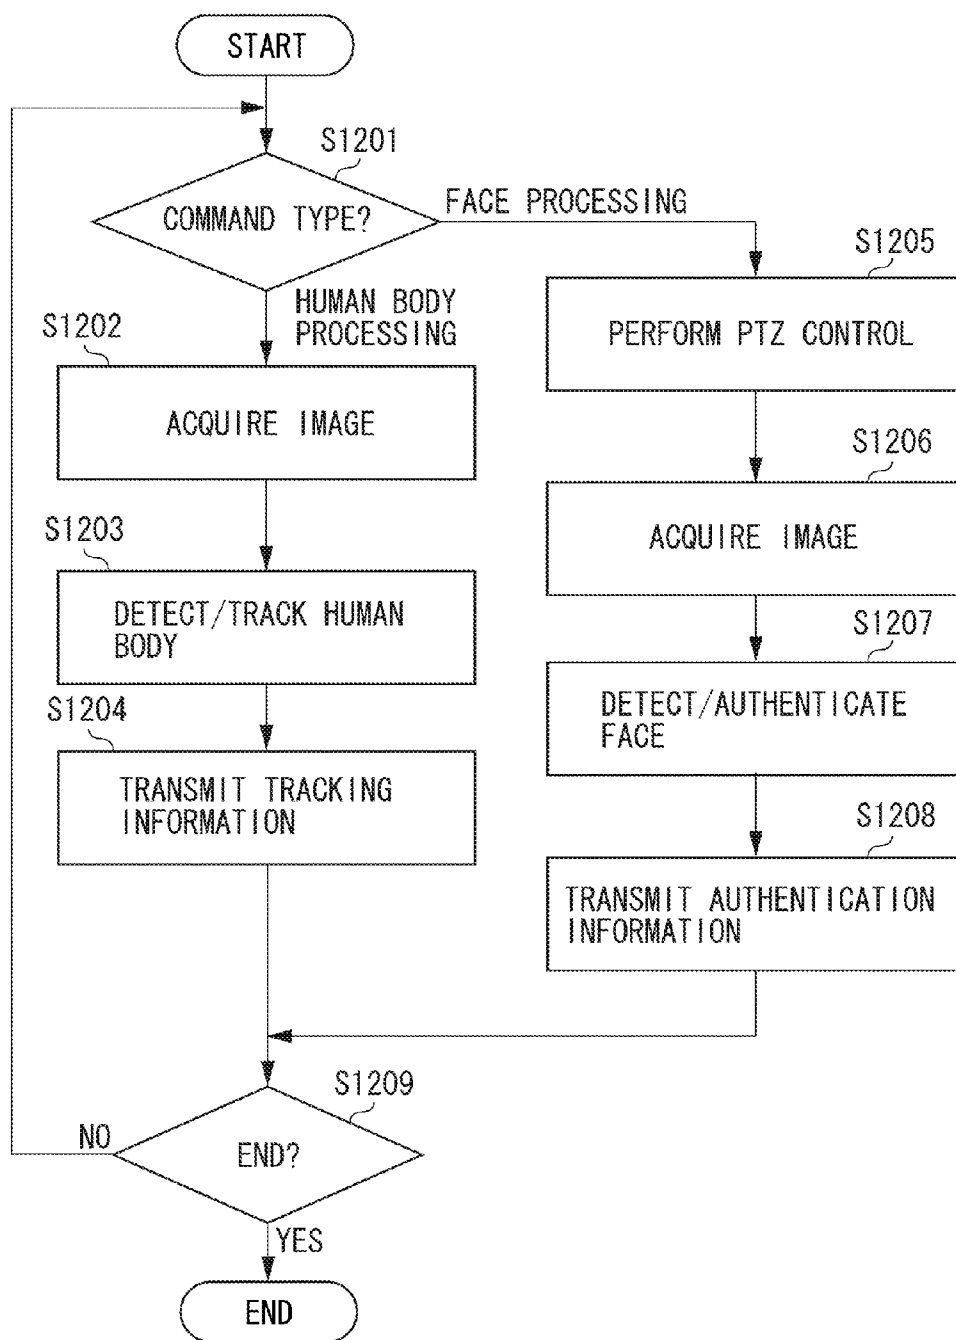 START
S1201
COMMAND TYPE?
FACE PROCESSING
HUMAN BODY
PROCESSING
S1202
ACQUIRE IMAGE
S1203
DETECT/TRACK HUMAN
BODY
S1204
TRANSMIT TRACKING
INFORMATION
S1205
PERFORM PTZ CONTROL
S1206
ACQUIRE IMAGE
S1207
DETECT/AUTHENTICATE
FACE
S1208
TRANSMIT AUTHENTICATION
INFORMATION
S1209
END?
NO
YES
END